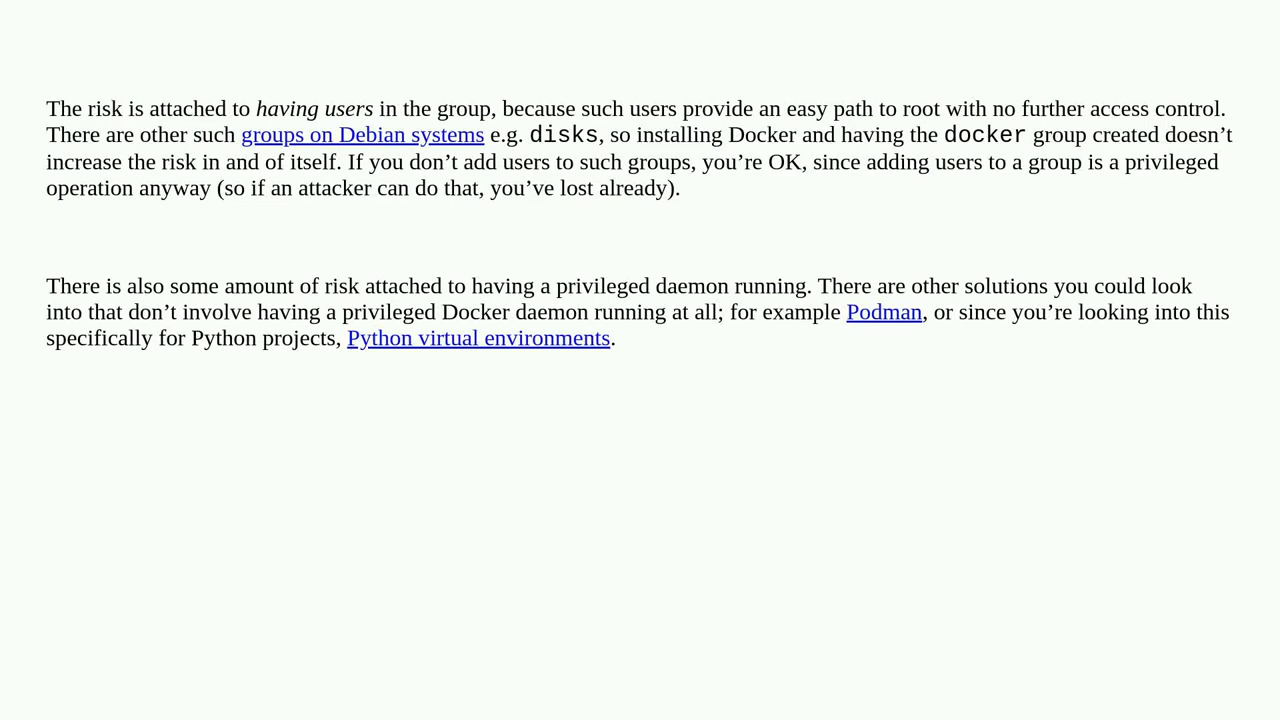 The risk is attached to having users in the group, because such users provide an easy path to root with no further access control.
There are other such groups on Debian systems e.g. disks, so installing Docker and having the docker group created doesn’t
increase the risk in and of itself. If you don’t add users to such groups, you’re OK, since adding users to a group is a privileged
operation anyway (so if an attacker can do that, you’ve lost already).
There is also some amount of risk attached to having a privileged daemon running. There are other solutions you could look
into that don’t involve having a privileged Docker daemon running at all; for example Podman, or since you’re looking into this
specifically for Python projects, Python virtual environments.